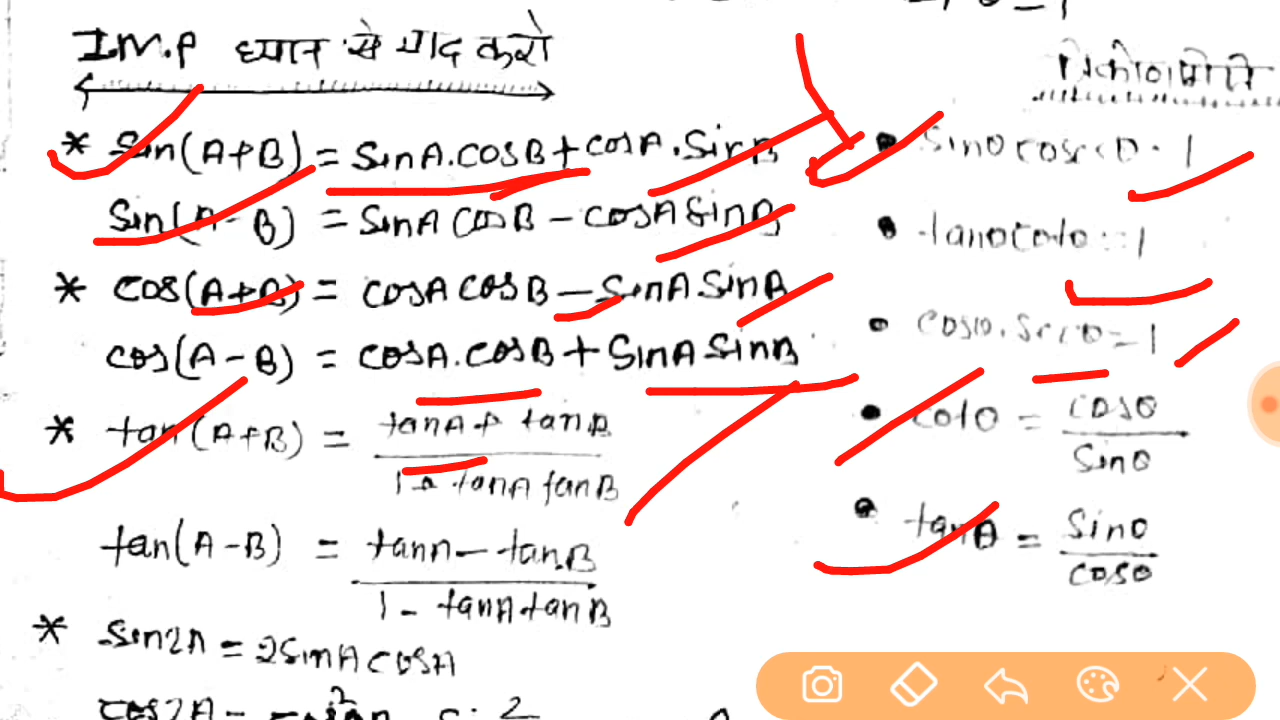 I.M.P ध्यान से याद करो
* Sin(A+B) = SinA.COSB + cosA.SinB
Sin(A-B) = SinA COSB - COSA SinB
* COS(A+B) = COSA COSB - SinA SinB
COS(A-B) = COSA.COSB + SinA SinB
* tan(A+B) = tanA + tanB
1 - tanA tanB
tan(A-B) = tanA - tanB
1 - tanA tanB
* Sin2A = 2SinA COSA
COS2A
• Sinθ cosecθ = 1
• tanθ cotθ = 1
• cosθ.secθ = 1
• cotθ = cosθ
Sinθ
• tanθ = Sinθ
cosθ